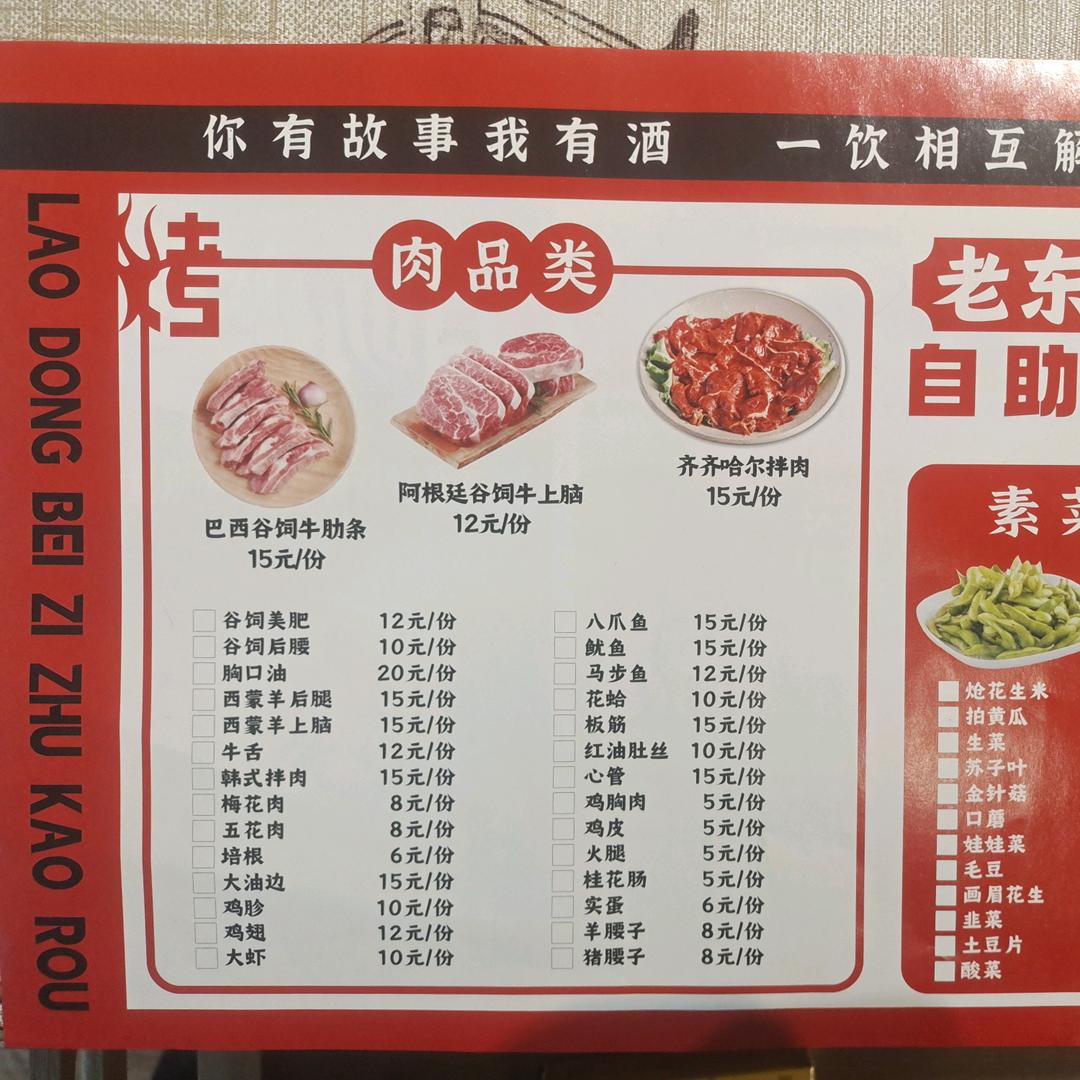 你有故事我有酒 一饮相互
LAO DONG BEI ZI ZHU KAO ROU
烤
肉品类
巴西谷饲牛肋条
15元/份
阿根廷谷饲牛上脑
12元/份
齐齐哈尔拌肉
15元/份
谷饲美肥 12元/份
谷饲后腰 10元/份
胸口油 20元/份
西蒙羊后腿 15元/份
西蒙羊上脑 15元/份
牛舌 12元/份
韩式拌肉 15元/份
梅花肉 8元/份
五花肉 8元/份
培根 6元/份
大油边 15元/份
鸡胗 10元/份
鸡翅 12元/份
大虾 10元/份
八爪鱼 15元/份
鱿鱼 15元/份
马步鱼 12元/份
花蛤 10元/份
板筋 15元/份
红油肚丝 10元/份
心管 15元/份
鸡胸肉 5元/份
鸡皮 5元/份
火腿 5元/份
桂花肠 5元/份
实蛋 6元/份
羊腰子 8元/份
猪腰子 8元/份
老东
自助
素菜
炝花生米
拍黄瓜
生菜
苏子叶
金针菇
口蘑
娃娃菜
毛豆
画眉花生
韭菜
土豆片
酸菜